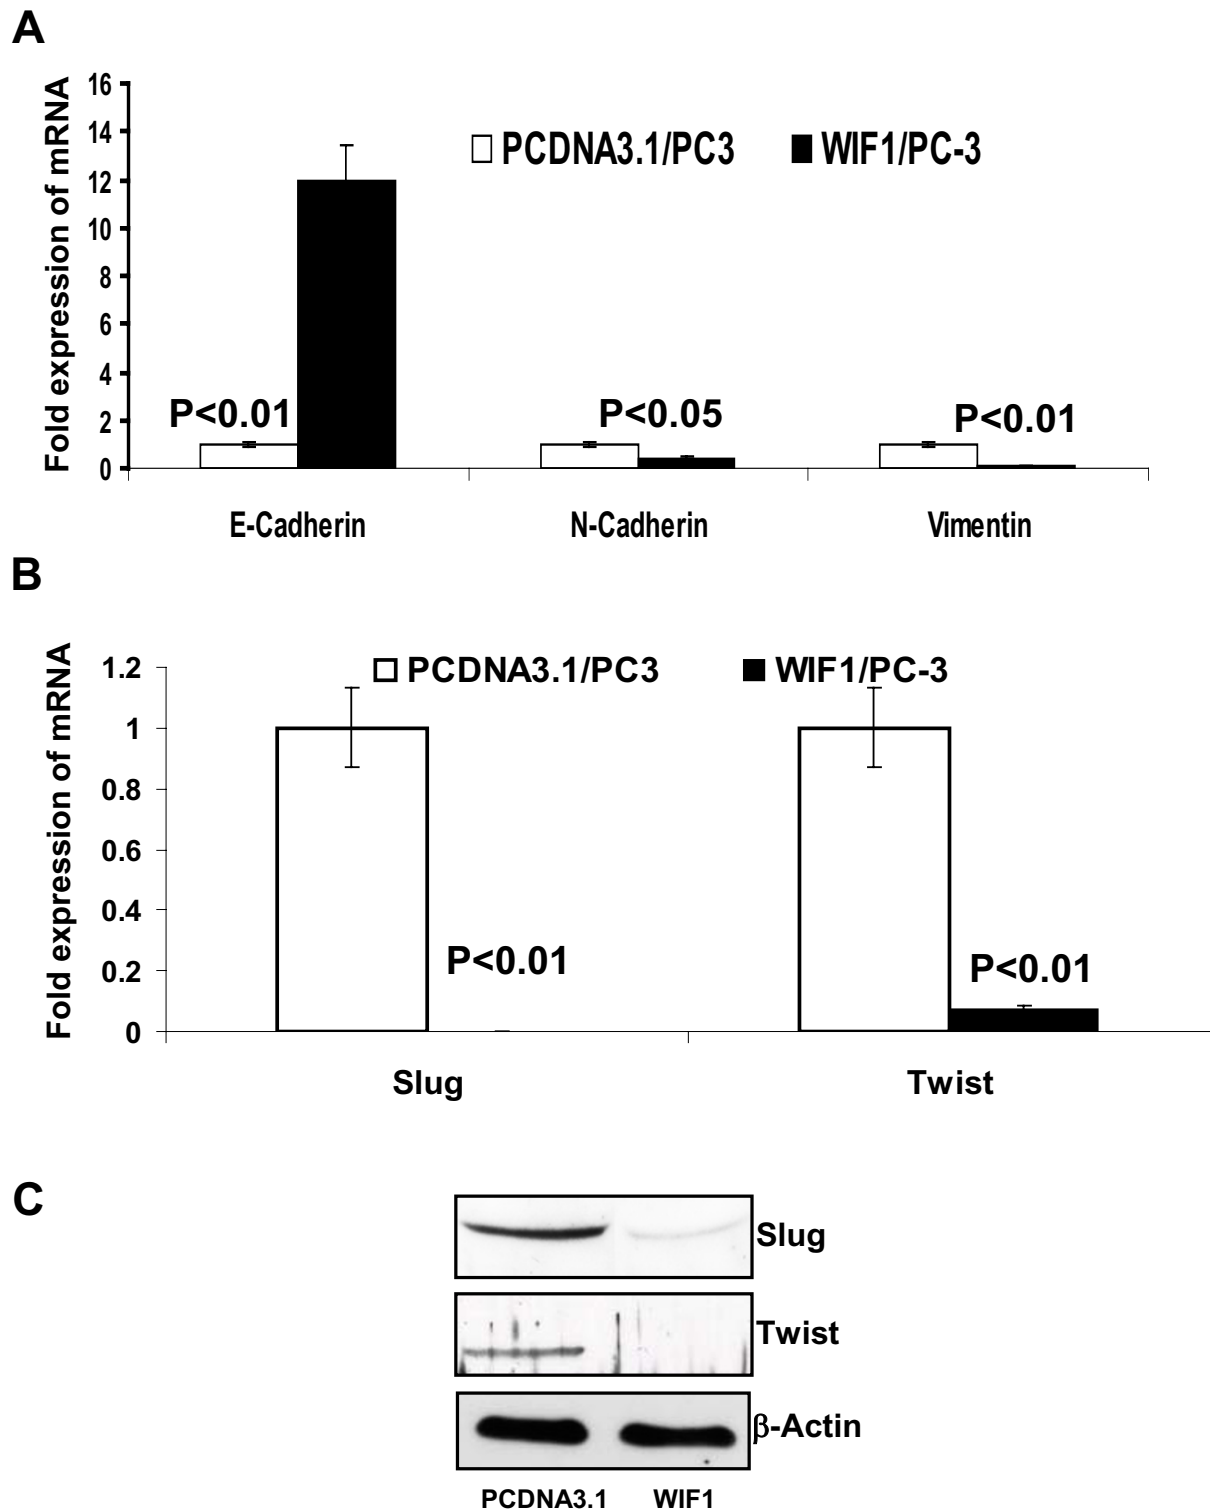 A
Fold expression of mRNA
16
14
12
10
8
6
4
2
0
PCDNA3.1/PC3 WIF1/PC-3
P<0.01 P<0.05 P<0.01
E-Cadherin N-Cadherin Vimentin
B
Fold expression of mRNA
1.2
1
0.8
0.6
0.4
0.2
0
PCDNA3.1/PC3 WIF1/PC-3
P<0.01 P<0.01
Slug Twist
C
Slug
Twist
β-Actin
PCDNA3.1 WIF1